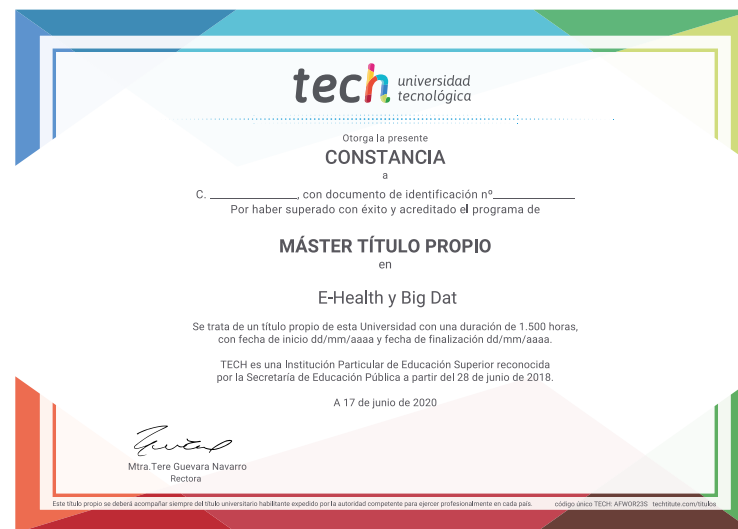 tech universidad
tecnológica
Otorga la presente
CONSTANCIA
a
C. ______________, con documento de identificación nº______________
Por haber superado con éxito y acreditado el programa de
MÁSTER TÍTULO PROPIO
en
E-Health y Big Dat
Se trata de un título propio de esta Universidad con una duración de 1.500 horas,
con fecha de inicio dd/mm/aaaa y fecha de finalización dd/mm/aaaa.
TECH es una Institución Particular de Educación Superior reconocida
por la Secretaría de Educación Pública a partir del 28 de junio de 2018.
A 17 de junio de 2020
Mtra.Tere Guevara Navarro
Rectora
Este título propio se deberá acompañar siempre del título universitario habilitante expedido por la autoridad competente para ejercer profesionalmente en cada país. código único TECH: AFWOR23S techtitute.com/titulos